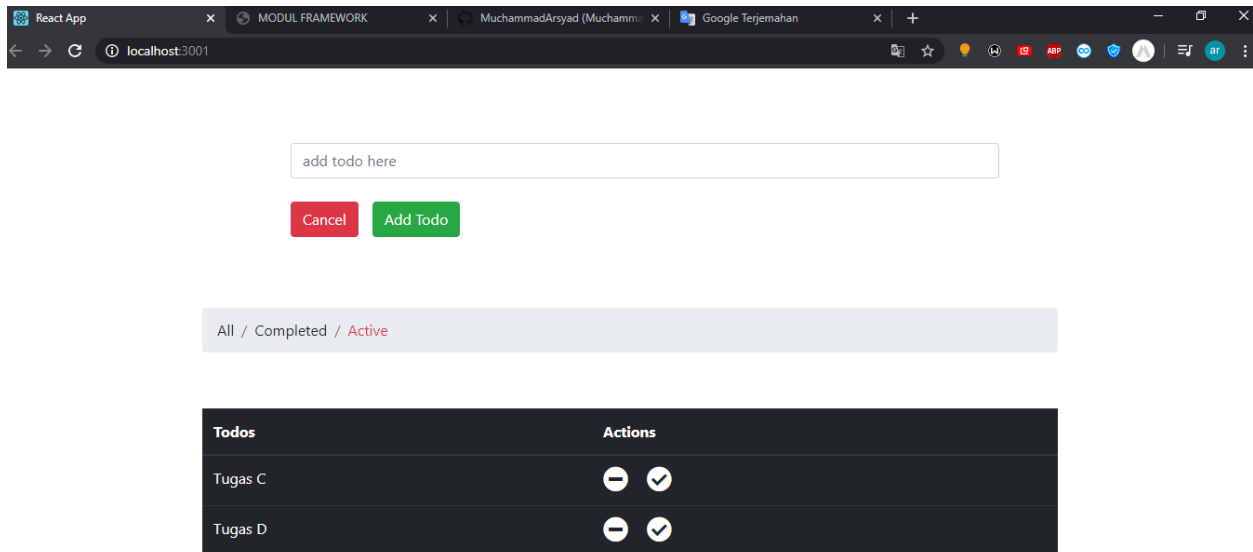 React App
MODUL FRAMEWORK
MuchammadArsyad (Muchamma
Google Terjemahan
localhost:3001
ABP
ar
add todo here
Cancel Add Todo
All / Completed / Active
Todos Actions
Tugas C
Tugas D